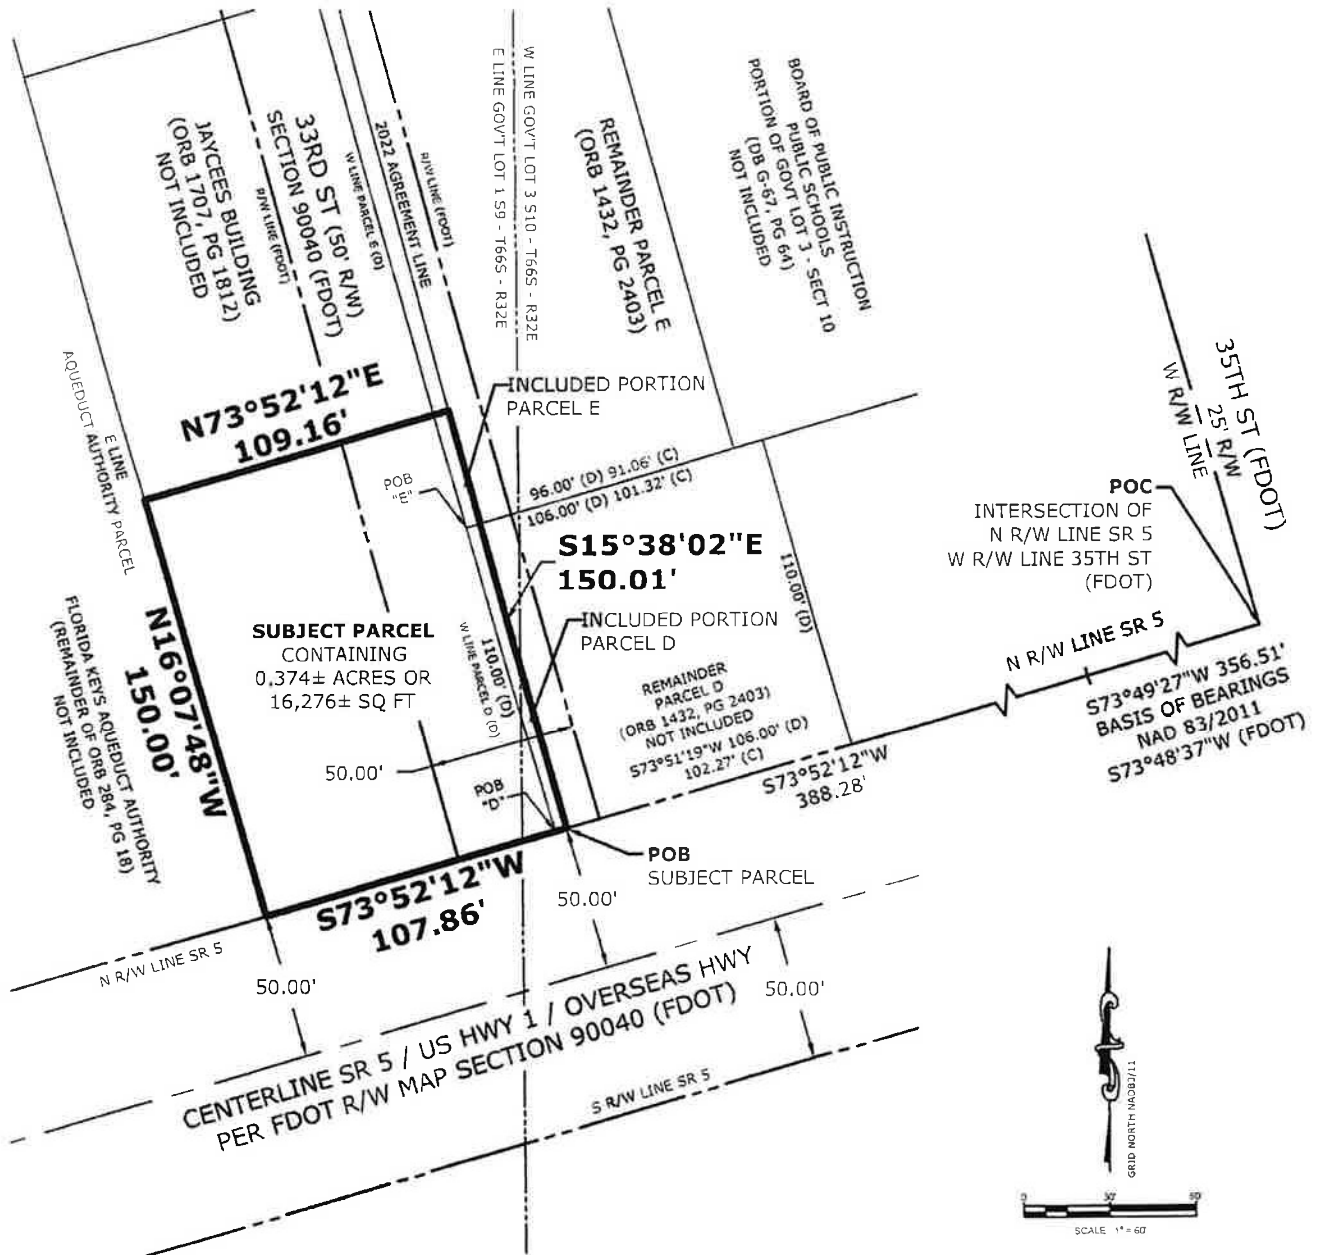 JAYCEES BUILDING
(ORB 1707, PG 1812)
NOT INCLUDED
R/W LINE (FDOT)
33RD ST (50' R/W)
SECTION 90040 (FDOT)
W LINE PARCEL E (D)
2022 AGREEMENT LINE
R/W LINE (FDOT)
E LINE GOV'T LOT 1 S9 - T66S - R32E
W LINE GOV'T LOT 3 S10 - T66S - R32E
REMAINDER PARCEL E
(ORB 1432, PG 2403)
BOARD OF PUBLIC INSTRUCTION
PUBLIC SCHOOLS
PORTION OF GOVT LOT 3 - SECT 10
(DB G-67, PG 64)
NOT INCLUDED
35TH ST (FDOT)
25' R/W
W R/W LINE
E LINE
AQUEDUCT AUTHORITY PARCEL
N73°52'12"E
109.16'
INCLUDED PORTION
PARCEL E
POB
"E"
96.00' (D) 91.06' (C)
106.00' (D) 101.32' (C)
POC
INTERSECTION OF
N R/W LINE SR 5
W R/W LINE 35TH ST
(FDOT)
S15°38'02"E
150.01'
110.00' (D)
FLORIDA KEYS AQUEDUCT AUTHORITY
(REMAINDER OF ORB 284, PG 18)
NOT INCLUDED
N16°07'48"W
150.00'
SUBJECT PARCEL
CONTAINING
0.374± ACRES OR
16,276± SQ FT
110.00' (D)
W LINE PARCEL D (D)
INCLUDED PORTION
PARCEL D
REMAINDER
PARCEL D
(ORB 1432, PG 2403)
NOT INCLUDED
S73°51'19"W 106.00' (D)
102.27' (C)
N R/W LINE SR 5
S73°49'27"W 356.51'
BASIS OF BEARINGS
NAD 83/2011
S73°48'37"W (FDOT)
50.00'
POB
"D"
S73°52'12"W
388.28'
POB
SUBJECT PARCEL
S73°52'12"W
107.86'
50.00'
N R/W LINE SR 5
50.00'
50.00'
CENTERLINE SR 5 / US HWY 1 / OVERSEAS HWY
PER FDOT R/W MAP SECTION 90040 (FDOT)
S R/W LINE SR 5
GRID NORTH NAD83/11
0 30' 60'
SCALE 1" = 60'